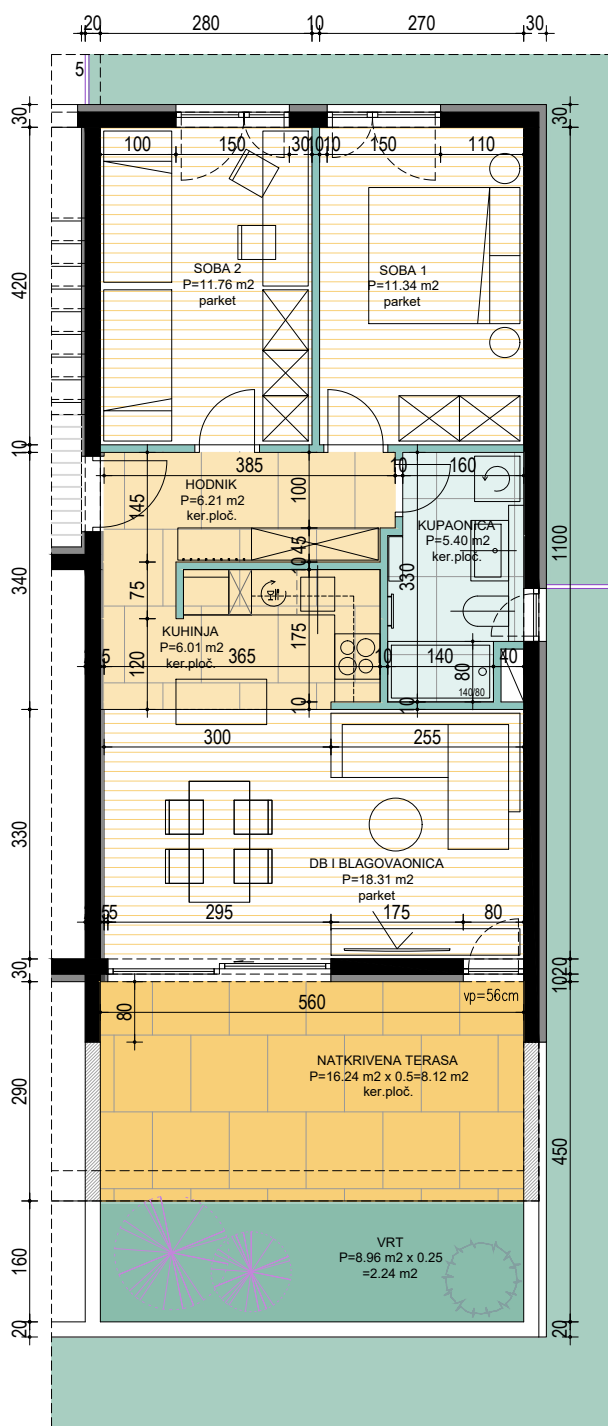 20 280 10 270 30
5
30
100 150 30 10 10 150 110
30
SOBA 2
P=11.76 m2
parket
SOBA 1
P=11.34 m2
parket
420
10
385 10 160
145
HODNIK
P=6.21 m2
ker.ploč.
100
KUPAONICA
P=5.40 m2
ker.ploč.
1100
45
10
340
75
330
KUHINJA
P=6.01 m2
ker.ploč.
175
120
365 10 140 40
80
140/80
10
10
300 255
330
DB I BLAGOVAONICA
P=18.31 m2
parket
295 175 80
30
1020
vp=56cm
80
560
NATKRIVENA TERASA
P=16.24 m2 x 0.5=8.12 m2
ker.ploč.
290
450
VRT
P=8.96 m2 x 0.25
=2.24 m2
160
20
20